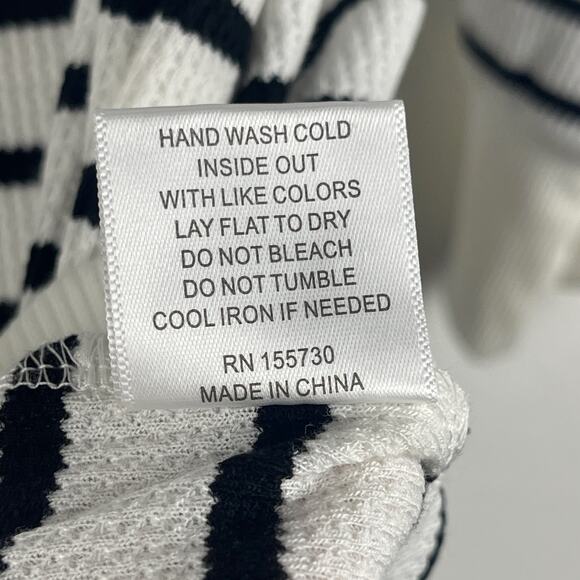 HAND WASH COLD
INSIDE OUT
WITH LIKE COLORS
LAY FLAT TO DRY
DO NOT BLEACH
DO NOT TUMBLE
COOL IRON IF NEEDED
RN 155730
MADE IN CHINA